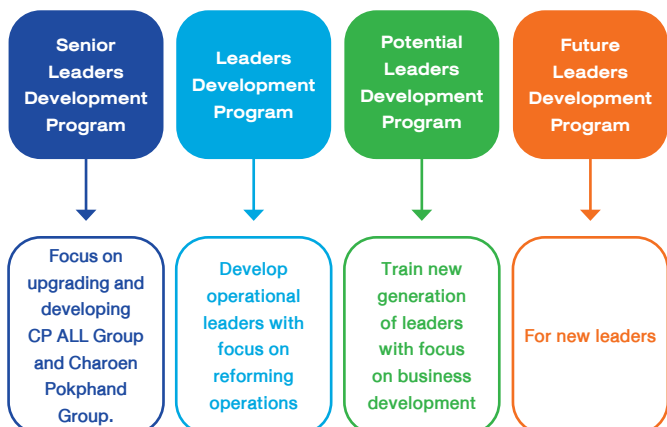 Senior
Leaders
Development
Program
Leaders
Development
Program
Potential
Leaders
Development
Program
Future
Leaders
Development
Program
Focus on
upgrading and
developing
CP ALL Group
and Charoen
Pokphand
Group.
Develop
operational
leaders with
focus on
reforming
operations
Train new
generation
of leaders
with focus
on business
development
For new leaders